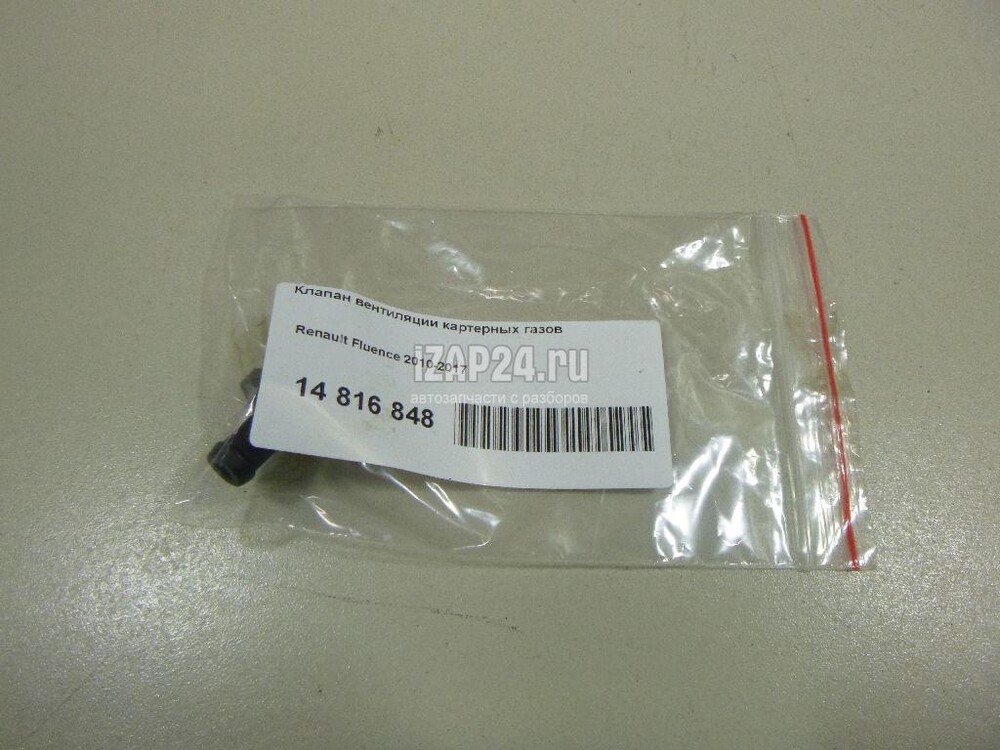 Клапан вентиляции картерных газов
Renault Fluence 2010-2017
iZAP24.ru
автозапчасти с разборов
14 816 848